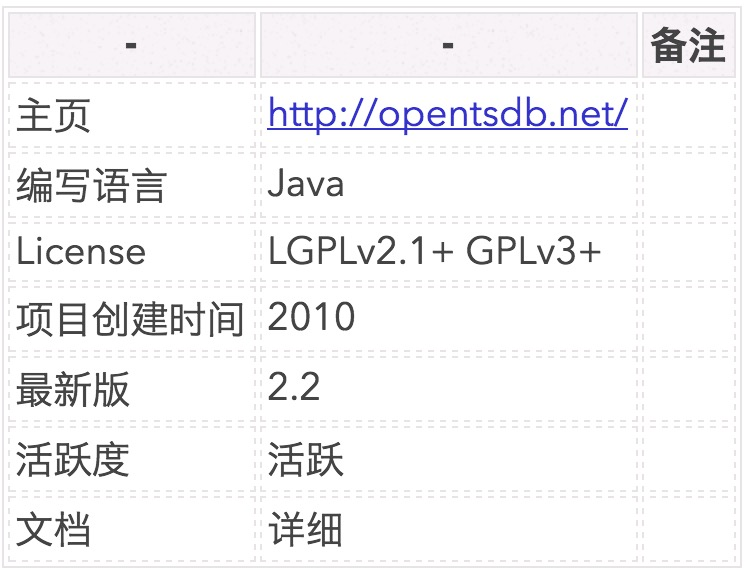 - - 备注
主页 http://opentsdb.net/
编写语言 Java
License LGPLv2.1+ GPLv3+
项目创建时间 2010
最新版 2.2
活跃度 活跃
文档 详细